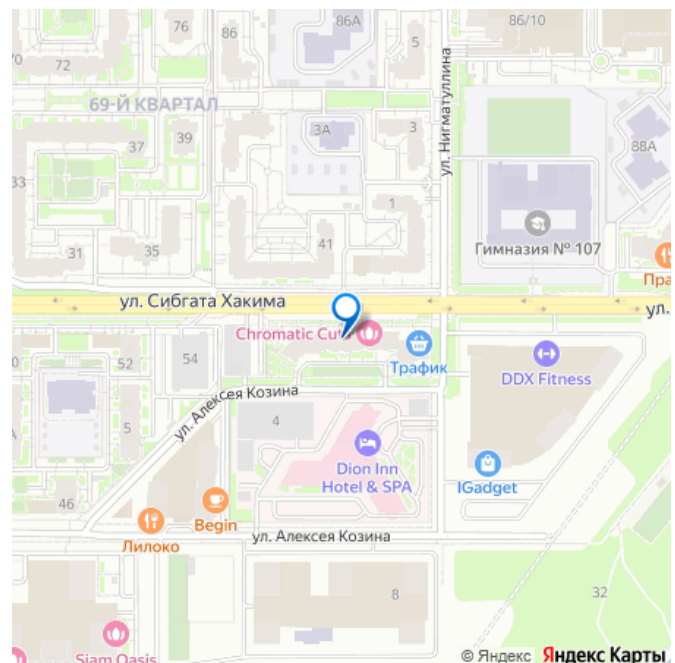 76
86
86А
5
86/10
70
72
69-Й КВАРТАЛ
ул. Нигматуллина
3А
3
37
39
88А
33
1
41
31
35
Гимназия № 107
Пра
ул. Сибгата Хакима
ул.
Chromatic Cut
54
52
Трафик
DDX Fitness
ул. Алексея Козина
4
5
Dion Inn
Hotel & SPA
IGadget
46
Begin
Лилоко
ул. Алексея Козина
8
32
Siam Oasis
© Яндекс Яндекс Карты